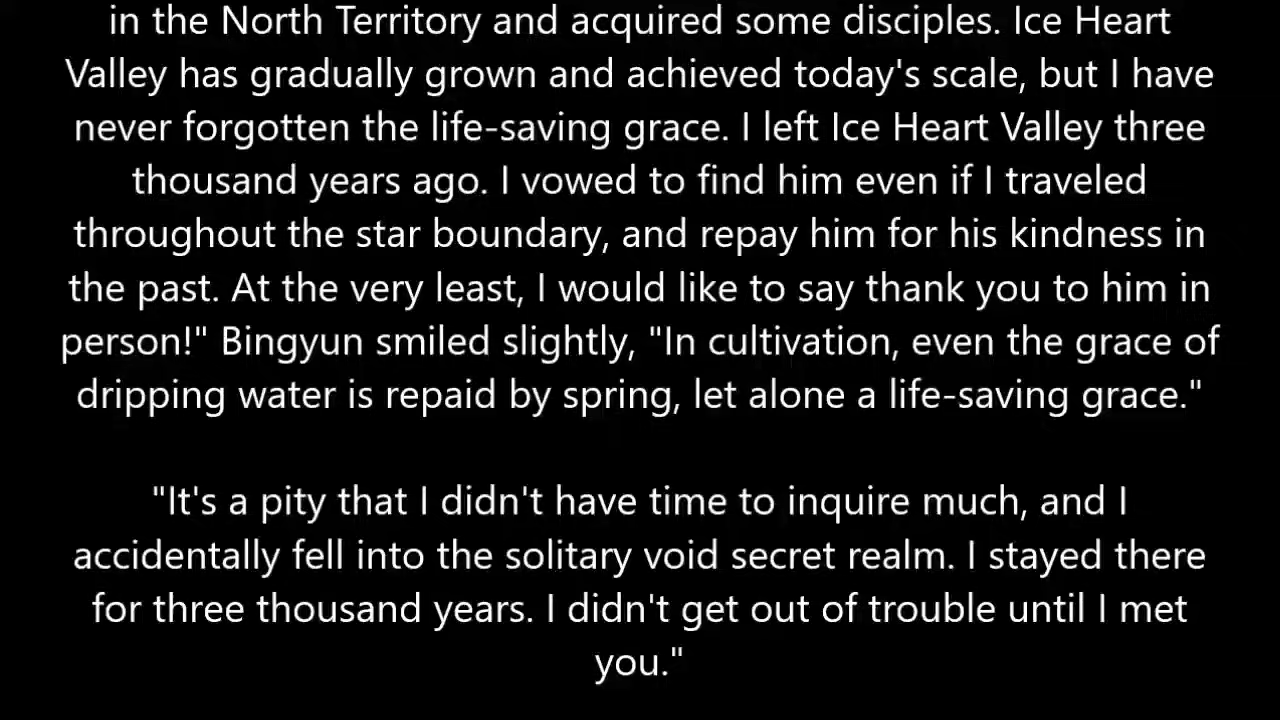 in the North Territory and acquired some disciples. Ice Heart
Valley has gradually grown and achieved today's scale, but I have
never forgotten the life-saving grace. I left Ice Heart Valley three
thousand years ago. I vowed to find him even if I traveled
throughout the star boundary, and repay him for his kindness in
the past. At the very least, I would like to say thank you to him in
person!" Bingyun smiled slightly, "In cultivation, even the grace of
dripping water is repaid by spring, let alone a life-saving grace."
"It's a pity that I didn't have time to inquire much, and I
accidentally fell into the solitary void secret realm. I stayed there
for three thousand years. I didn't get out of trouble until I met
you."